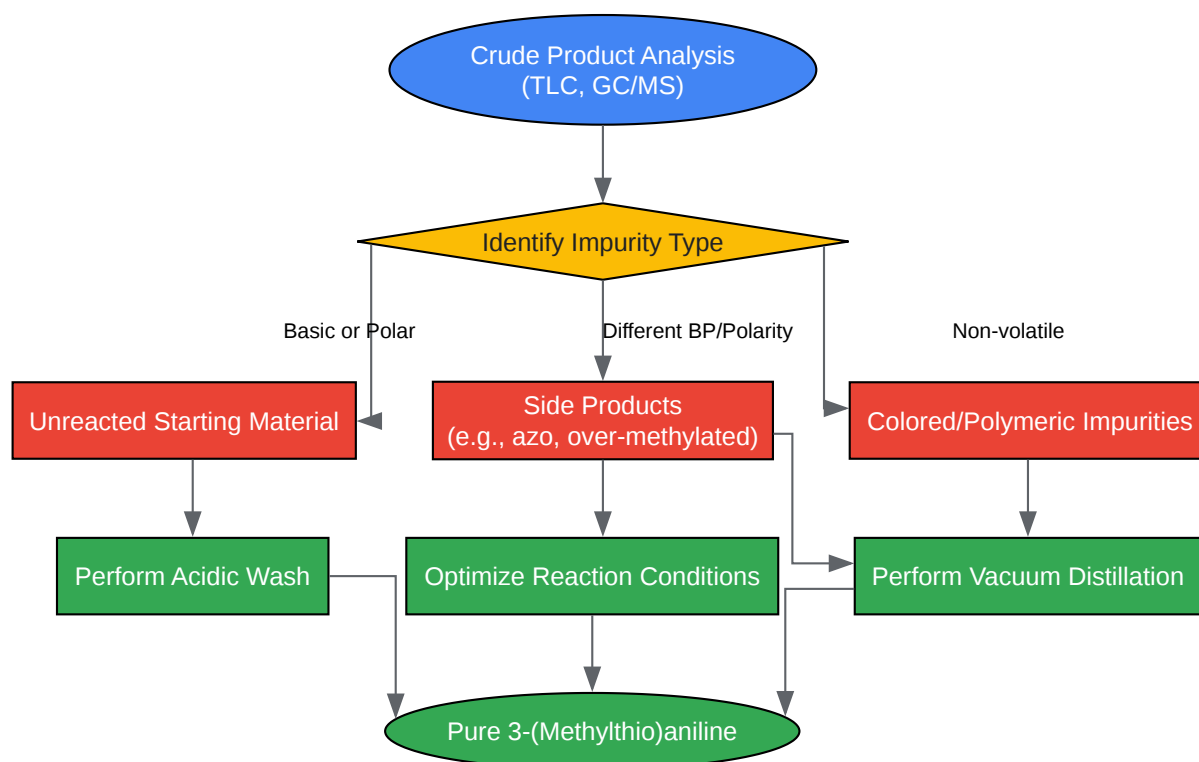 Crude Product Analysis
(TLC, GC/MS)
Identify Impurity Type
Basic or Polar
Different BP/Polarity
Non-volatile
Unreacted Starting Material
Side Products
(e.g., azo, over-methylated)
Colored/Polymeric Impurities
Perform Acidic Wash
Optimize Reaction Conditions
Perform Vacuum Distillation
Pure 3-(Methylthio)aniline